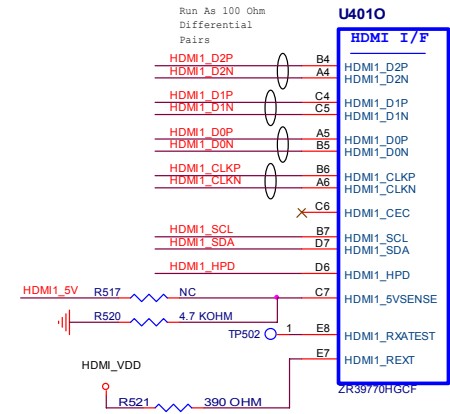 Run As 100 Ohm
Differential
Pairs
U401O
HDMI I/F
HDMI1_D2P B4 HDMI1_D2P
HDMI1_D2N A4 HDMI1_D2N
HDMI1_D1P C4 HDMI1_D1P
HDMI1_D1N C5 HDMI1_D1N
HDMI1_D0P A5 HDMI1_D0P
HDMI1_D0N B5 HDMI1_D0N
HDMI1_CLKP B6 HDMI1_CLKP
HDMI1_CLKN A6 HDMI1_CLKN
C6 HDMI1_CEC
HDMI1_SCL B7 HDMI1_SCL
HDMI1_SDA D7 HDMI1_SDA
HDMI1_HPD D6 HDMI1_HPD
HDMI1_5V R517 NC C7 HDMI1_5VSENSE
R520 4.7 KOHM
TP502 1 E8 HDMI1_RXATEST
E7 HDMI1_REXT
HDMI_VDD
ZR39770HGCF
R521 390 OHM